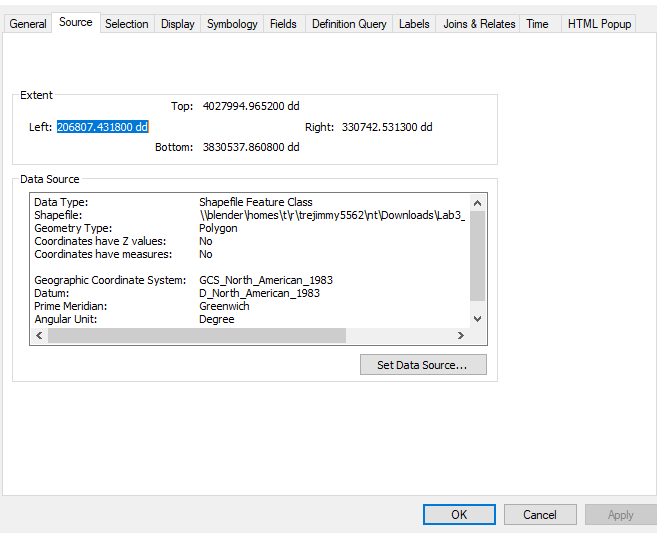 General Source Selection Display Symbology Fields Definition Query Labels Joins & Relates Time HTML Popup
Extent
Top: 4027994.965200 dd
Left: 206807.431800 dd Right: 330742.531300 dd
Bottom: 3830537.860800 dd
Data Source
Data Type: Shapefile Feature Class
Shapefile: \\blender\homes\t\r\trejimmy5562\nt\Downloads\Lab3_
Geometry Type: Polygon
Coordinates have Z values: No
Coordinates have measures: No
Geographic Coordinate System: GCS_North_American_1983
Datum: D_North_American_1983
Prime Meridian: Greenwich
Angular Unit: Degree
Set Data Source...
OK Cancel Apply